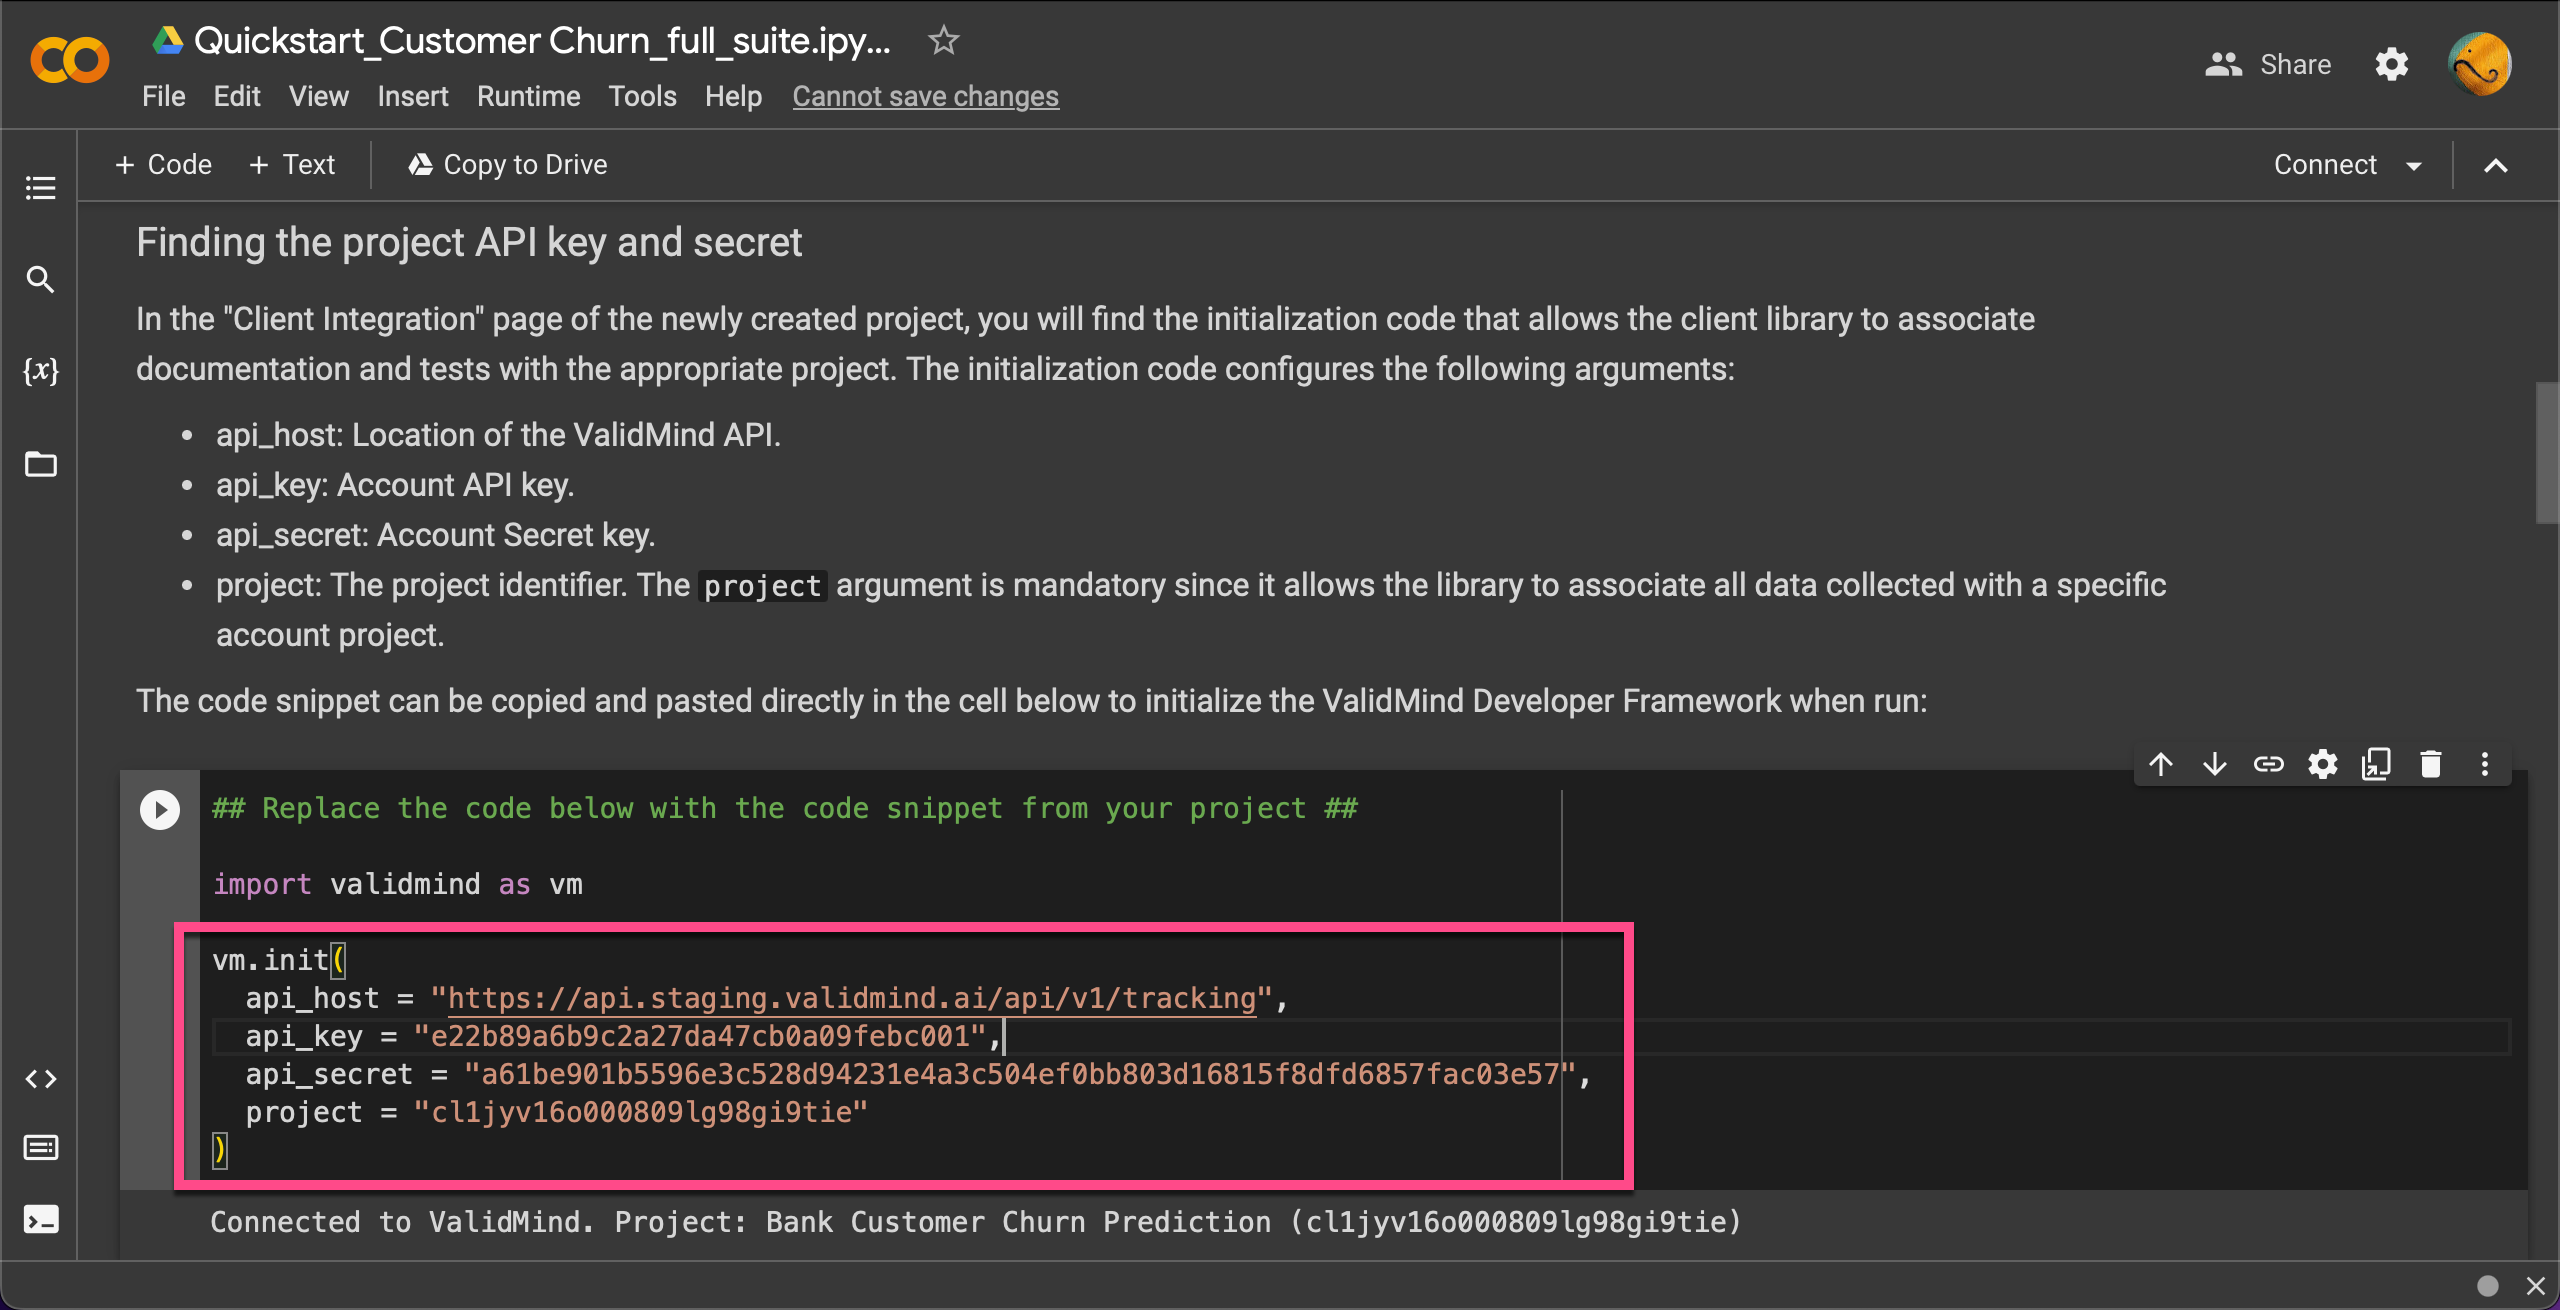 Quickstart_Customer Churn_full_suite.ipy...
File Edit View Insert Runtime Tools Help Cannot save changes
Share
+ Code + Text Copy to Drive
Connect
Finding the project API key and secret
In the "Client Integration" page of the newly created project, you will find the initialization code that allows the client library to associate
documentation and tests with the appropriate project. The initialization code configures the following arguments:
• api_host: Location of the ValidMind API.
• api_key: Account API key.
• api_secret: Account Secret key.
• project: The project identifier. The project argument is mandatory since it allows the library to associate all data collected with a specific
account project.
The code snippet can be copied and pasted directly in the cell below to initialize the ValidMind Developer Framework when run:
## Replace the code below with the code snippet from your project ##
import validmind as vm
vm.init(
api_host = "https://api.staging.validmind.ai/api/v1/tracking",
api_key = "e22b89a6b9c2a27da47cb0a09febc001",
api_secret = "a61be901b5596e3c528d94231e4a3c504ef0bb803d16815f8dfd6857fac03e57",
project = "cl1jyv16o000809lg98gi9tie"
)
Connected to ValidMind. Project: Bank Customer Churn Prediction (cl1jyv16o000809lg98gi9tie)